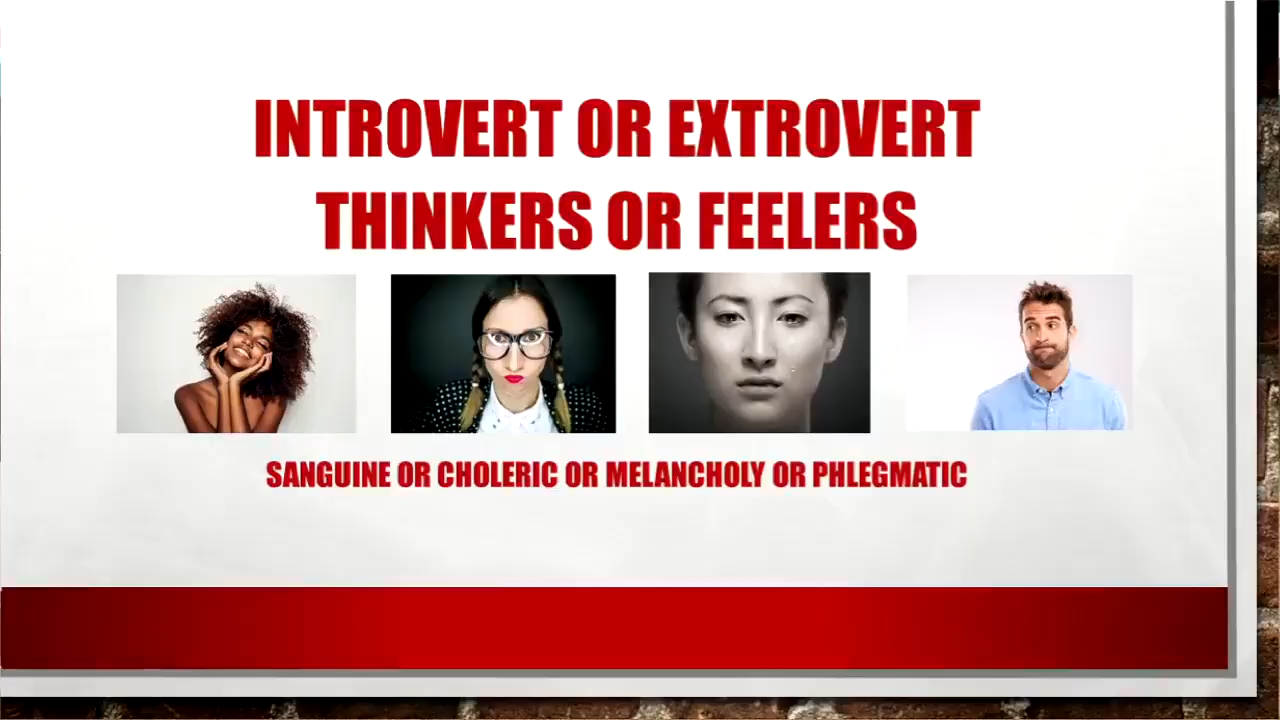 INTROVERT OR EXTROVERT
THINKERS OR FEELERS
SANGUINE OR CHOLERIC OR MELANCHOLY OR PHLEGMATIC